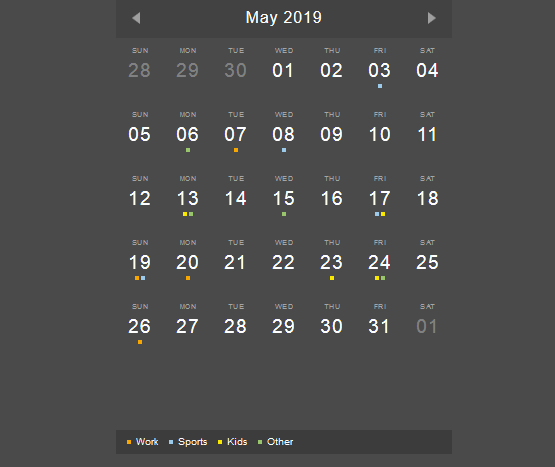 May 2019
SUN MON TUE WED THU FRI SAT
28 29 30 01 02 03 04
SUN MON TUE WED THU FRI SAT
05 06 07 08 09 10 11
SUN MON TUE WED THU FRI SAT
12 13 14 15 16 17 18
SUN MON TUE WED THU FRI SAT
19 20 21 22 23 24 25
SUN MON TUE WED THU FRI SAT
26 27 28 29 30 31 01
Work Sports Kids Other